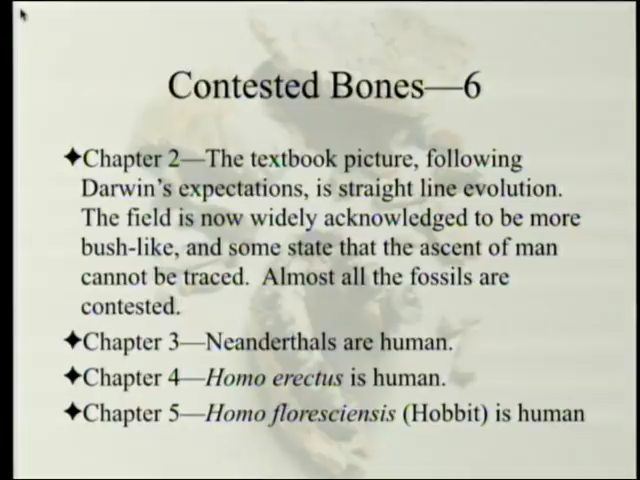 Contested Bones—6
✦Chapter 2—The textbook picture, following
Darwin's expectations, is straight line evolution.
The field is now widely acknowledged to be more
bush-like, and some state that the ascent of man
cannot be traced.  Almost all the fossils are
contested.
✦Chapter 3—Neanderthals are human.
✦Chapter 4—Homo erectus is human.
✦Chapter 5—Homo floresciensis (Hobbit) is human